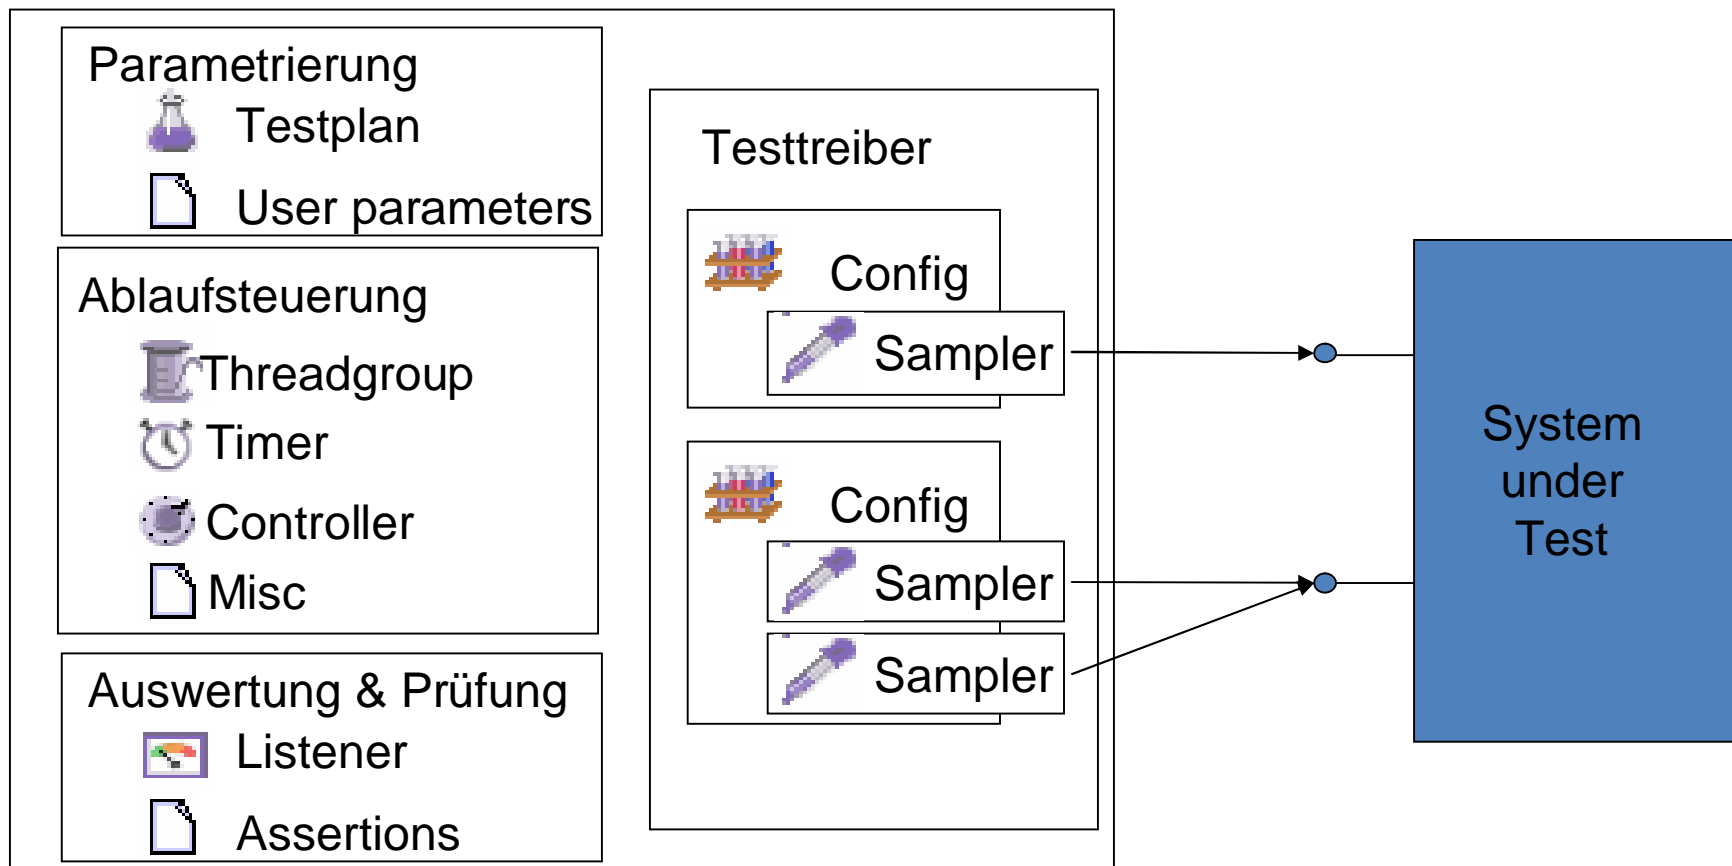 Parametrierung
Testplan
User parameters
Ablaufsteuerung
Threadgroup
Timer
Controller
Misc
Auswertung & Prüfung
Listener
Assertions
Testtreiber
Config
Sampler
Config
Sampler
Sampler
System
under
Test